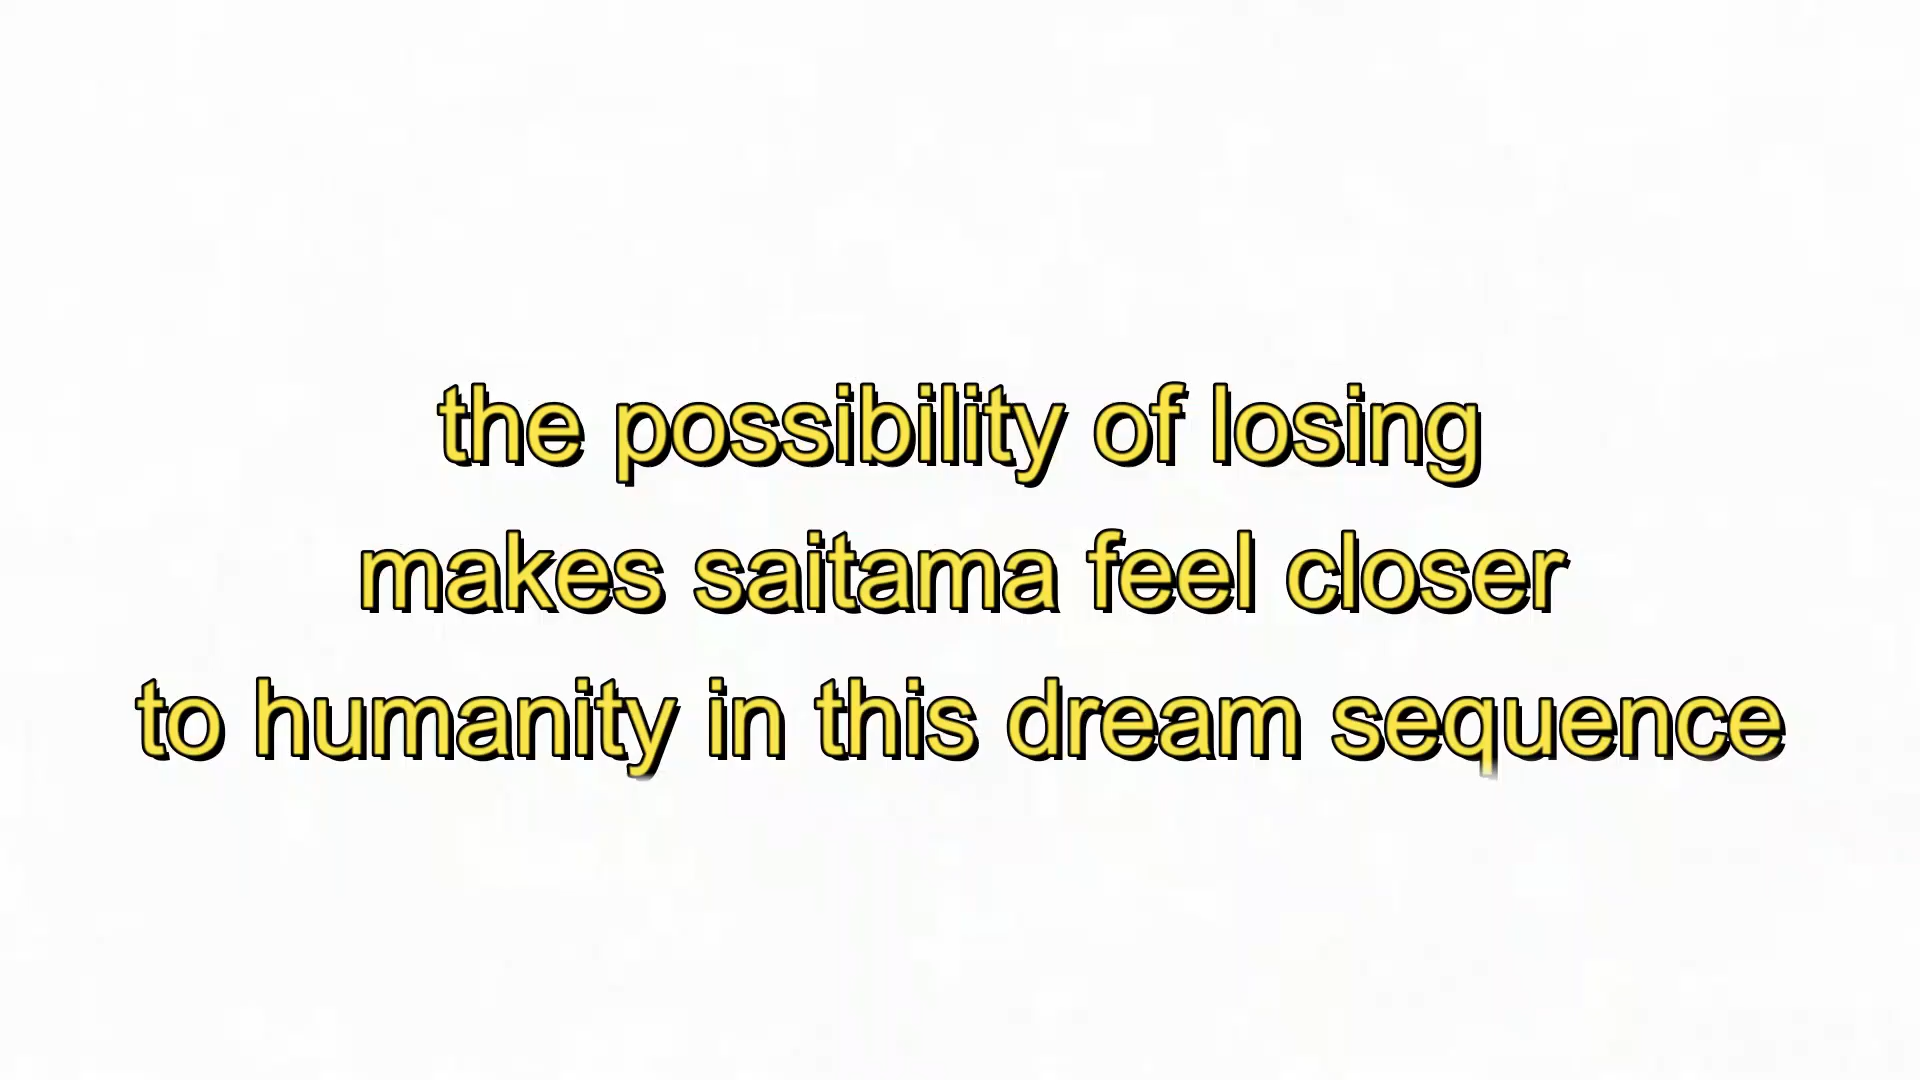 the possibility of losing
makes saitama feel closer
to humanity in this dream sequence